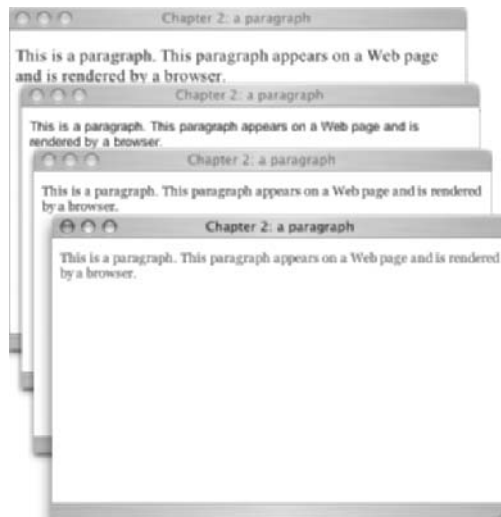 Chapter 2: a paragraph
This is a paragraph. This paragraph appears on a Web page
and is rendered by a browser.
Chapter 2: a paragraph
This is a paragraph. This paragraph appears on a Web page and is
rendered by a browser.
Chapter 2: a paragraph
This is a paragraph. This paragraph appears on a Web page and is rendered
by a browser.
Chapter 2: a paragraph
This is a paragraph. This paragraph appears on a Web page and is rendered
by a browser.